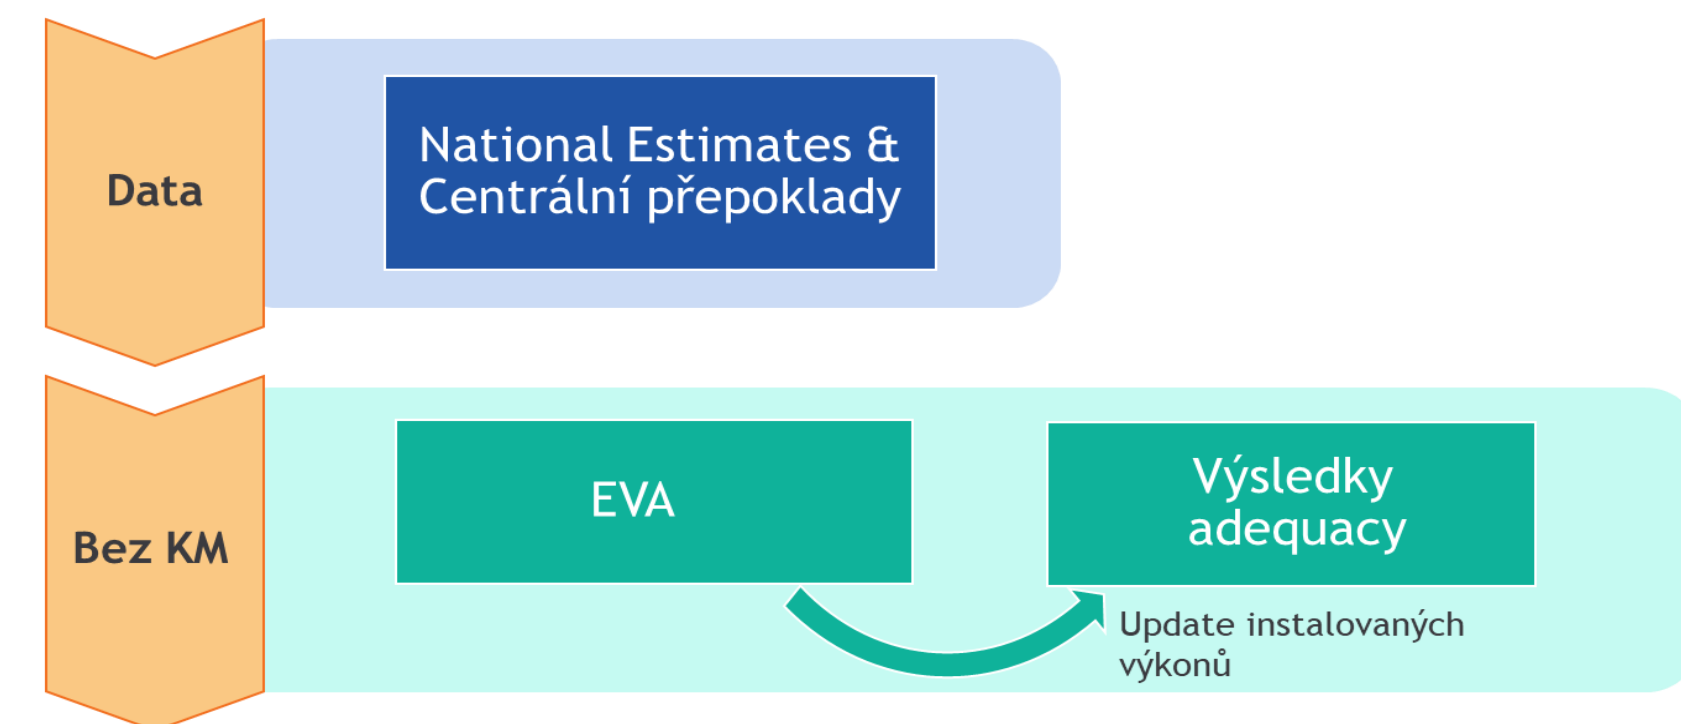 Data
National Estimates &
Centrální přepoklady
Bez KM
EVA
Výsledky
adequacy
Update instalovaných
výkonů